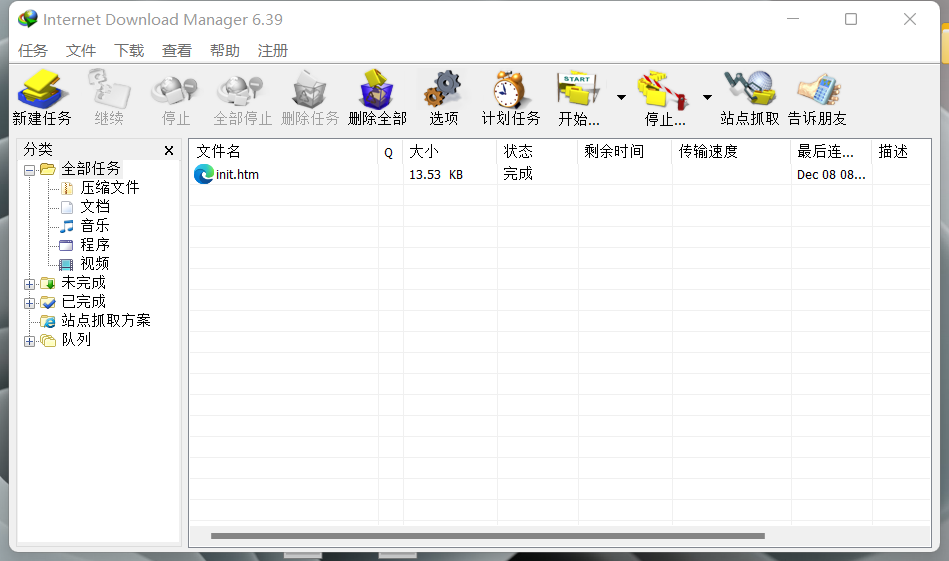 Internet Download Manager 6.39
任务 文件 下载 查看 帮助 注册
START
新建任务 继续 停止 全部停止 删除任务 删除全部 选项 计划任务 开始... 停止... 站点抓取 告诉朋友
分类
全部任务
压缩文件
文档
音乐
程序
视频
未完成
已完成
站点抓取方案
队列
文件名 Q 大小 状态 剩余时间 传输速度 最后连... 描述
init.htm 13.53 KB 完成 Dec 08 08...